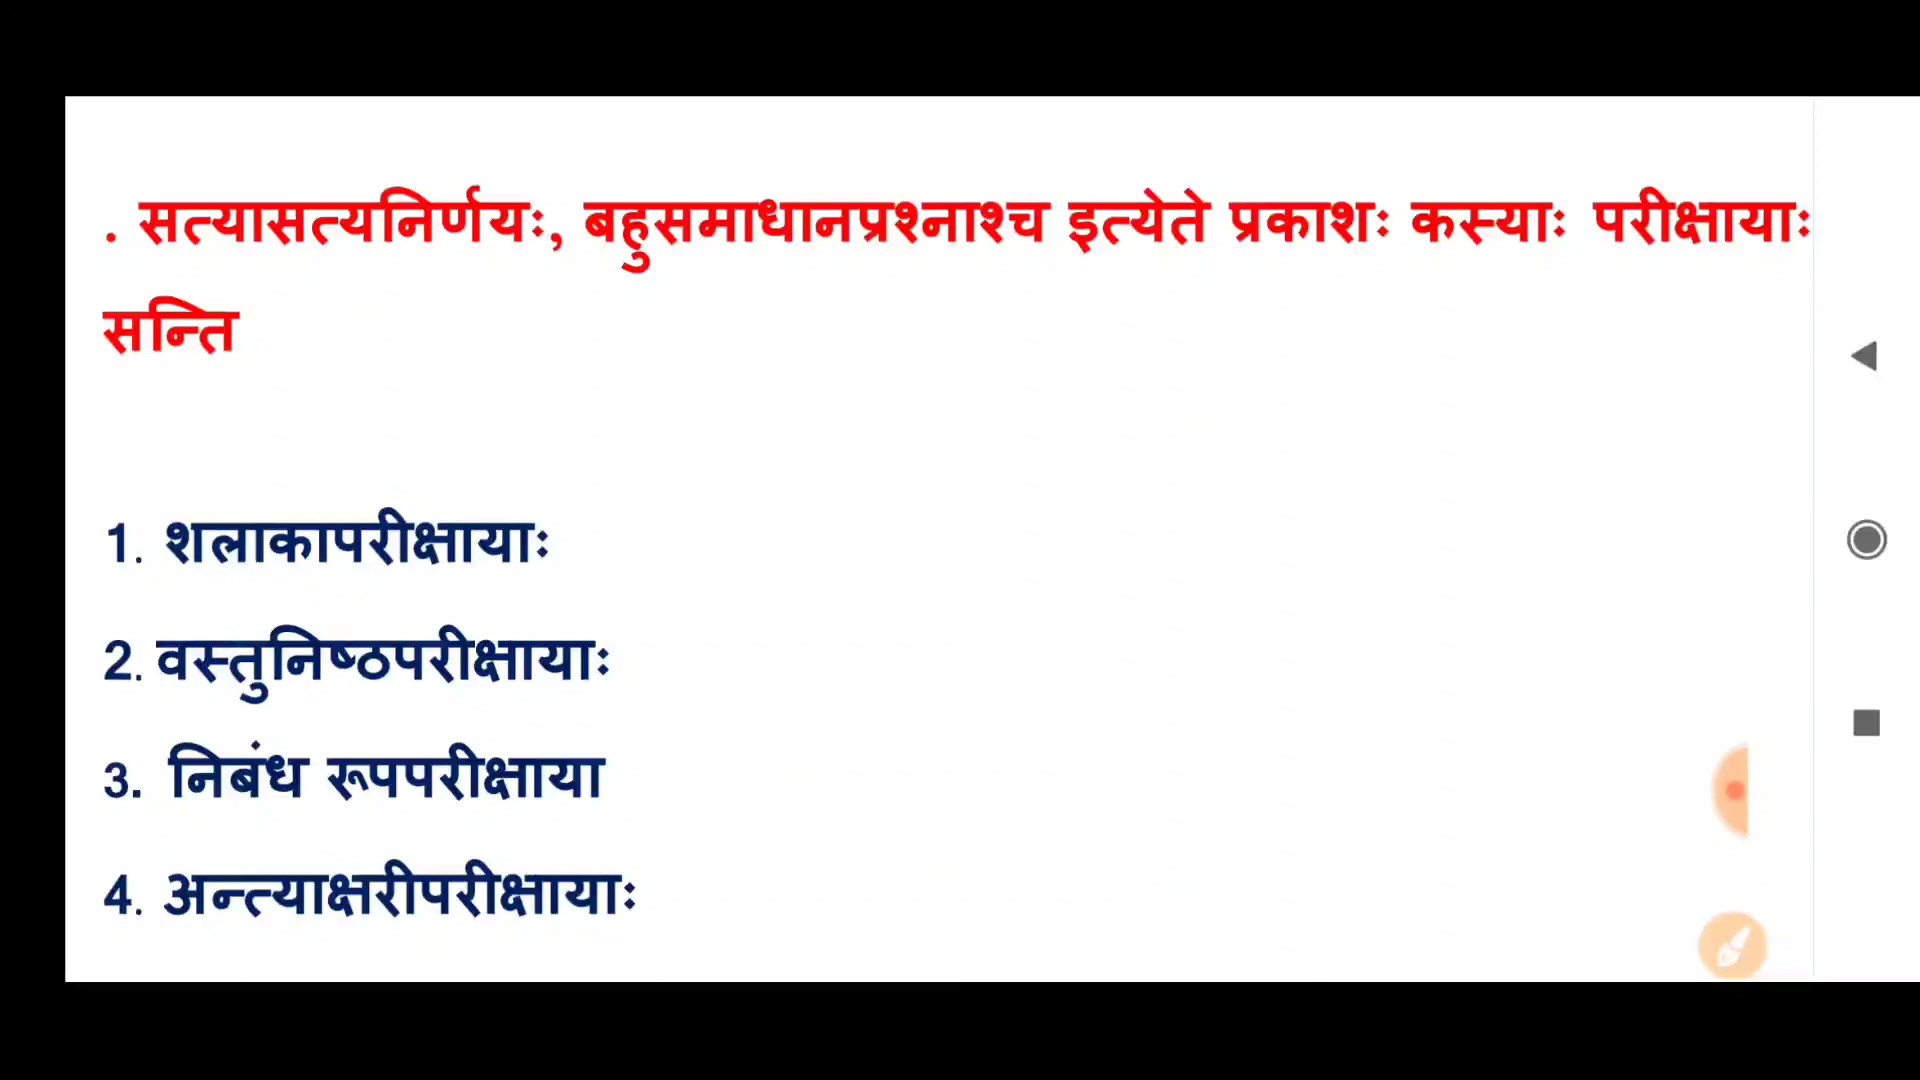 . सत्यासत्यनिर्णयः, बहुसमाधानप्रश्नाश्च इत्येते प्रकाशः कस्याः परीक्षायाः
सन्ति
1. शलाकापरीक्षायाः
2. वस्तुनिष्ठपरीक्षायाः
3. निबंध रूपपरीक्षाया
4. अन्त्याक्षरीपरीक्षायाः